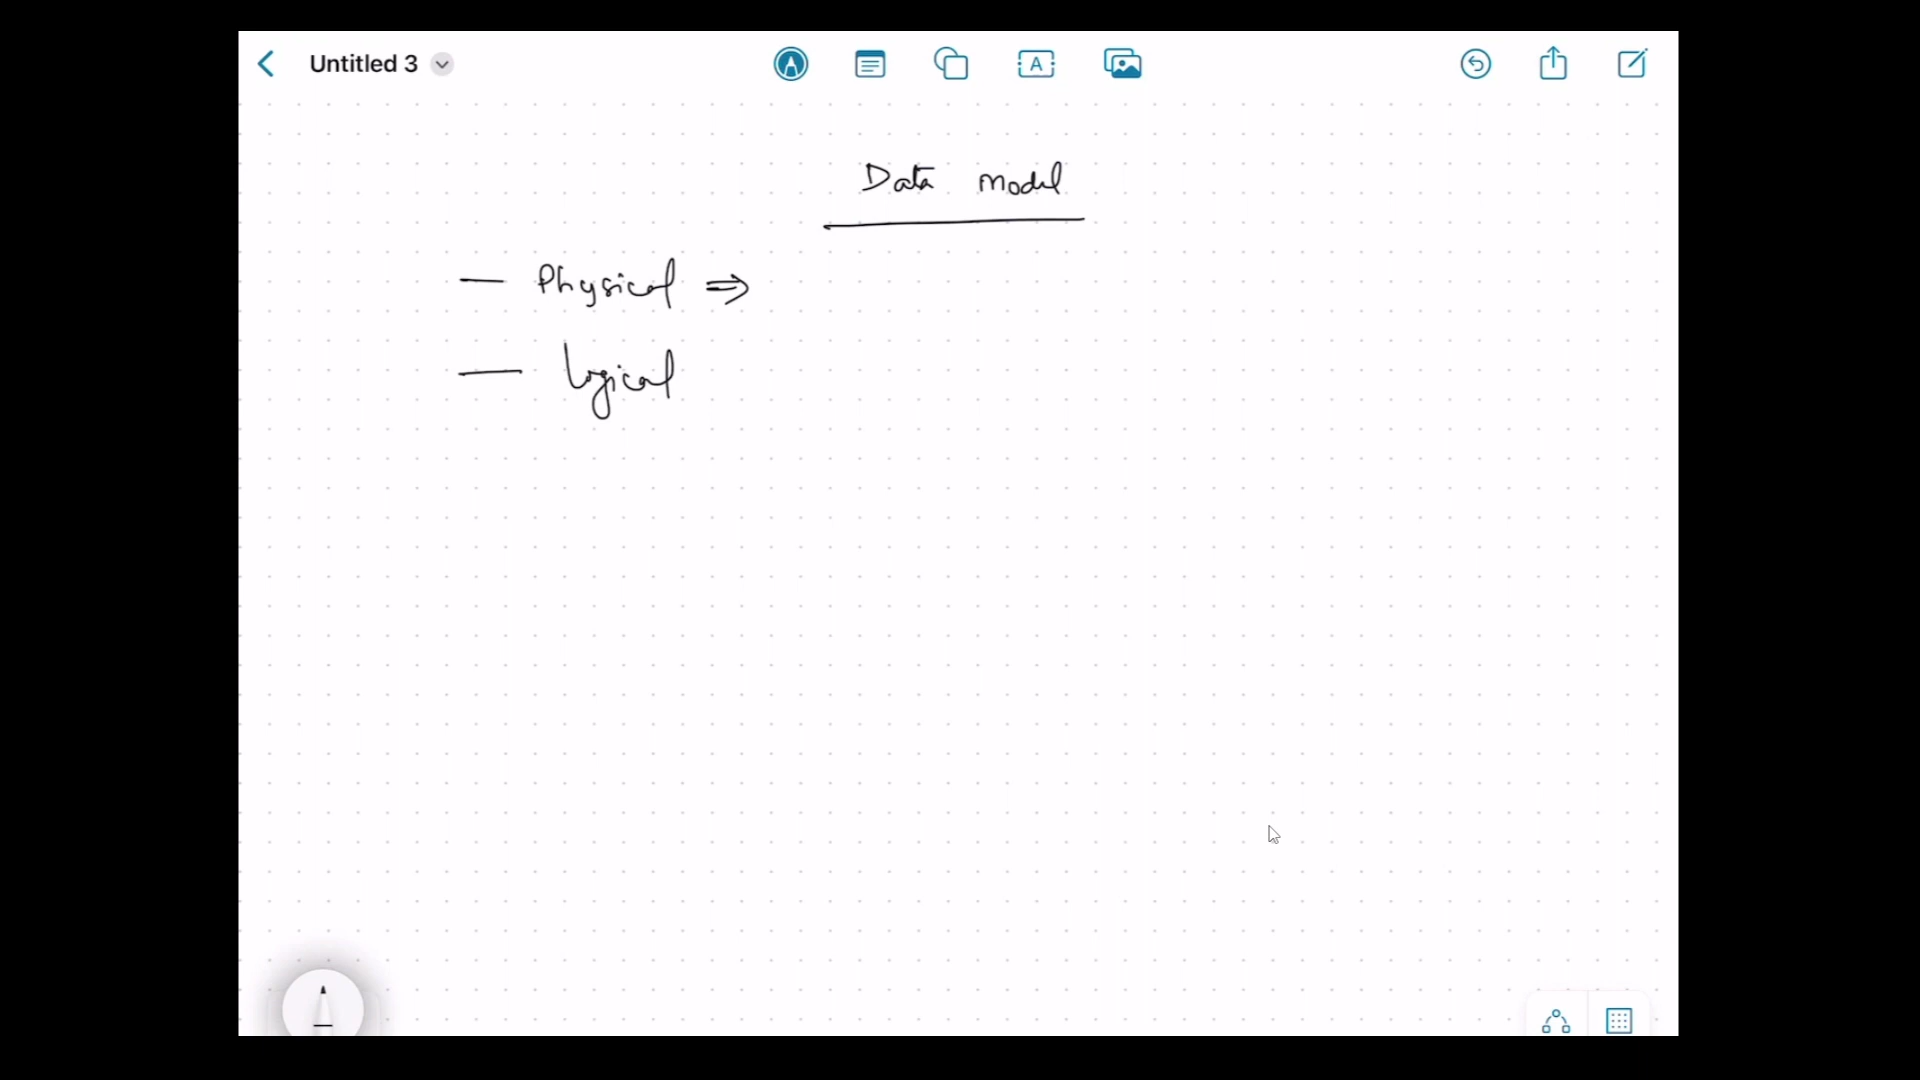 Untitled 3
A
Data Model
— Physical ⇒
— Logical